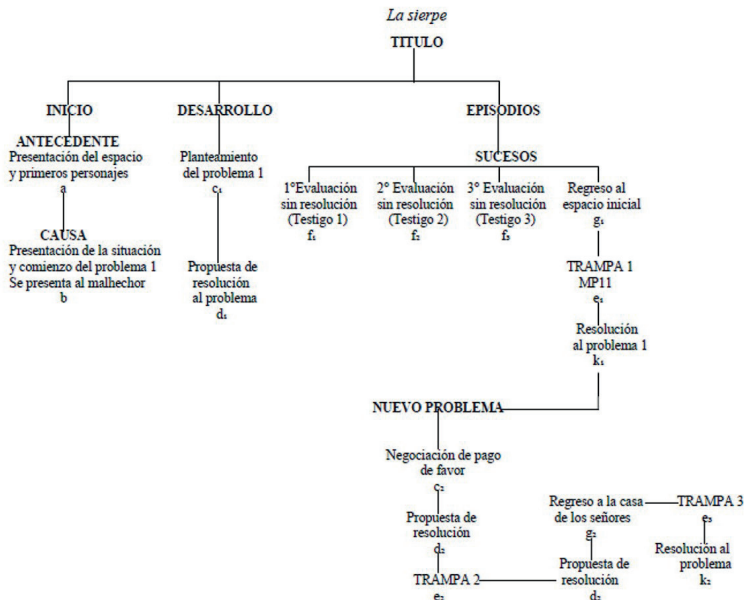 La sierpe
TITULO
INICIO
ANTECEDENTE
Presentación del espacio
y primeros personajes
a
CAUSA
Presentación de la situación
y comienzo del problema 1
Se presenta al malhechor
b
DESARROLLO
Planteamiento
del problema 1
c₁
Propuesta de
resolución
al problema
d₁
EPISODIOS
SUCESOS
1ºEvaluación
sin resolución
(Testigo 1)
f₁
2º Evaluación
sin resolución
(Testigo 2)
f₂
3º Evaluación
sin resolución
(Testigo 3)
f₃
Regreso al
espacio inicial
g₁
TRAMPA 1
MP11
e₁
Resolución
al problema 1
k₁
NUEVO PROBLEMA
Negociación de pago
de favor
c₂
Propuesta de
resolución
d₂
TRAMPA 2
e₂
Propuesta de
resolución
d₂
Regreso a la casa
de los señores
g₂
TRAMPA 3
e₃
Resolución al
problema
k₂